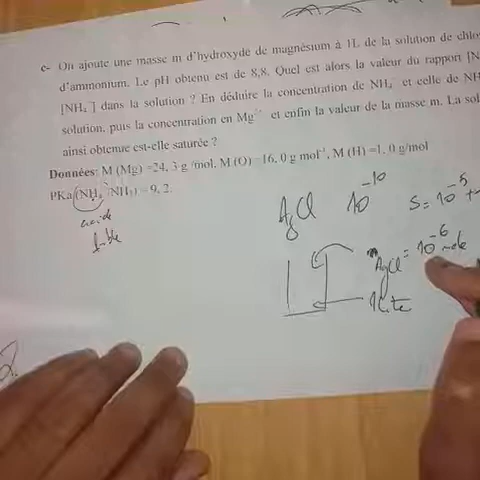 c- On ajoute une masse m d'hydroxyde de magnésium à 1L de la solution de chlo
d'ammonium. Le pH obtenu est de 8,8. Quel est alors la valeur du rapport [N
[NH₄⁺] dans la solution ? En déduire la concentration de NH₄⁺ et celle de NH
solution, puis la concentration en Mg²⁺ et enfin la valeur de la masse m. La sol
ainsi obtenue est-elle saturée ?
Données: M (Mg) =24, 3 g /mol, M (O) =16, 0 g mol⁻¹, M (H) =1, 0 g/mol
PKa (NH₄⁺ NH₃) = 9, 2.
acide
faible
AgCl 10⁻¹⁰ S = 10⁻⁵
nAgCl = 10⁻⁶ mole
1 Litre